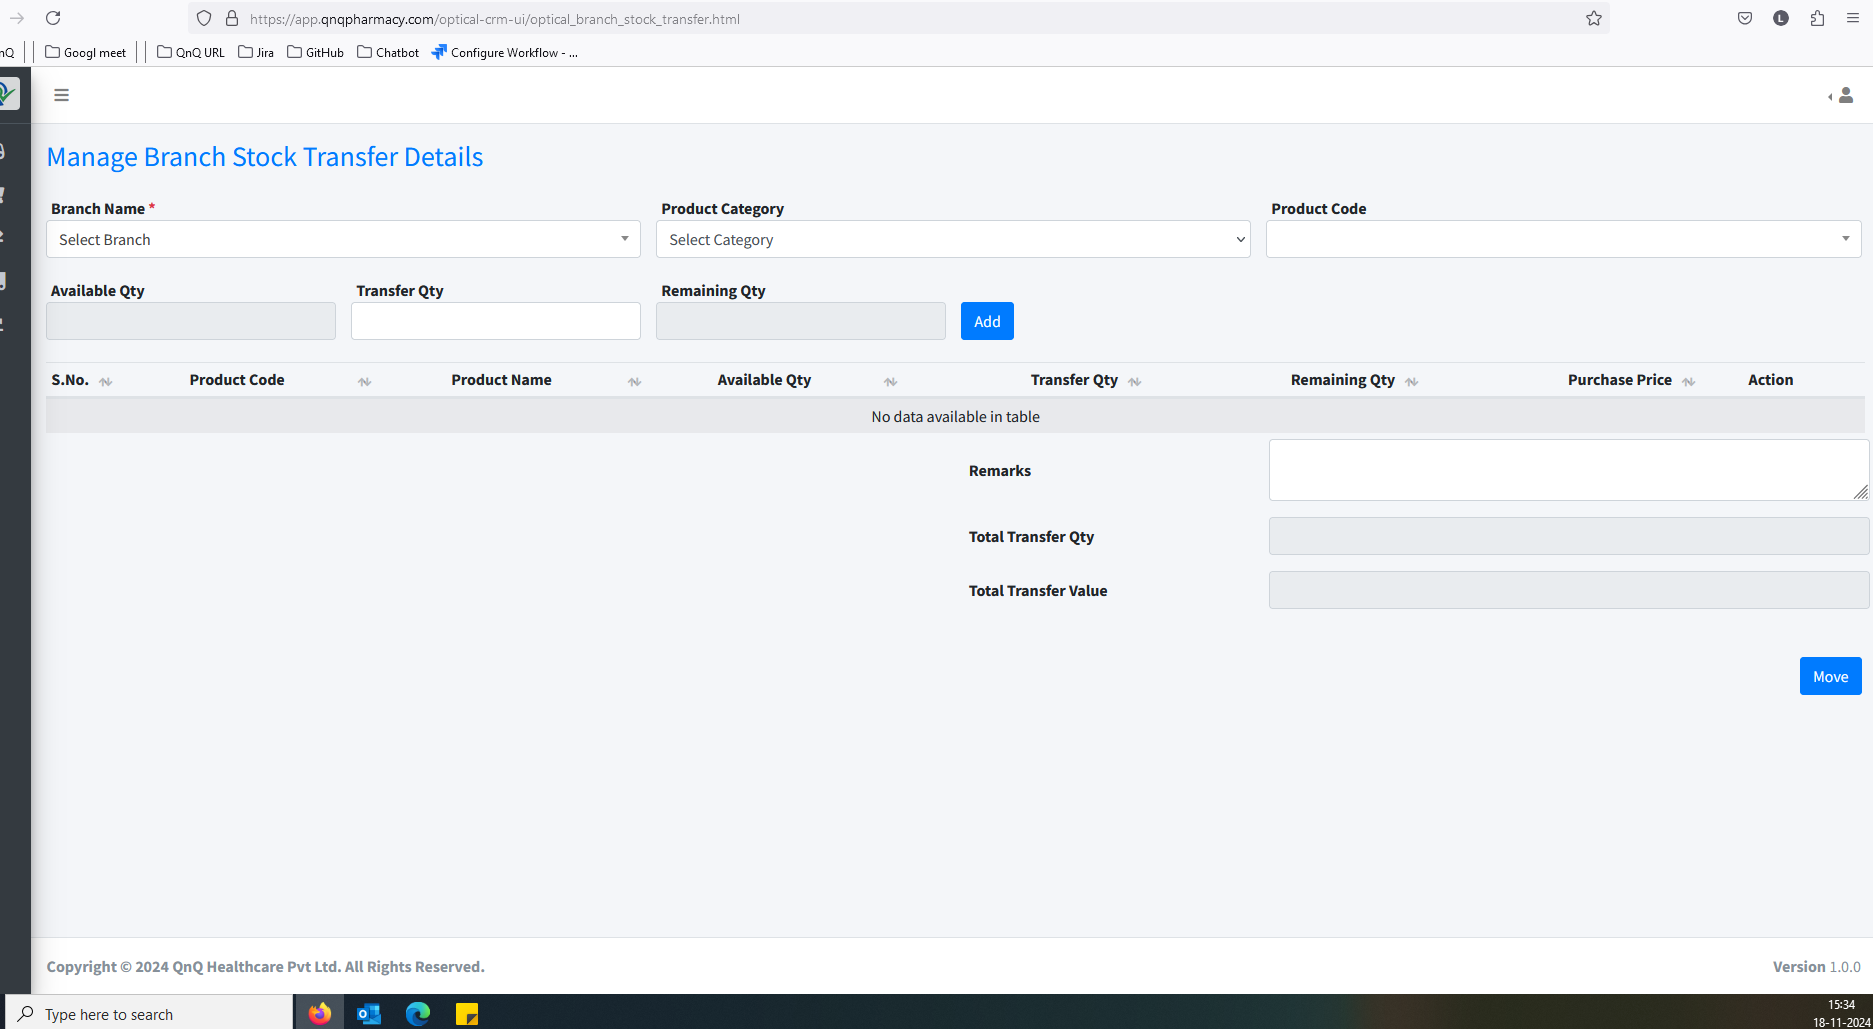 https://app.qnqpharmacy.com/optical-crm-ui/optical_branch_stock_transfer.html
Googl meet QnQ URL Jira GitHub Chatbot Configure Workflow - ...
Manage Branch Stock Transfer Details
Branch Name * Product Category Product Code
Select Branch Select Category
Available Qty Transfer Qty Remaining Qty
Add
S.No. Product Code Product Name Available Qty Transfer Qty Remaining Qty Purchase Price Action
No data available in table
Remarks
Total Transfer Qty
Total Transfer Value
Move
Copyright © 2024 QnQ Healthcare Pvt Ltd. All Rights Reserved. Version 1.0.0
Type here to search
15:34
18-11-2024